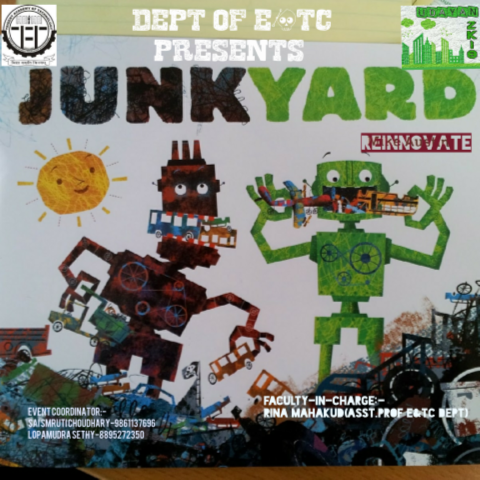 DEPT OF E&TC
PRESENTS
JUNKYARD
REINNOVATE
FACULTY-IN-CHARGE:-
RINA MAHAKUD(ASST.PROF E&TC DEPT)
EVENT COORDINATOR:-
SAISMRUTI CHOUDHARY-9861137696
LOPAMUDRA SETHY-8895272350